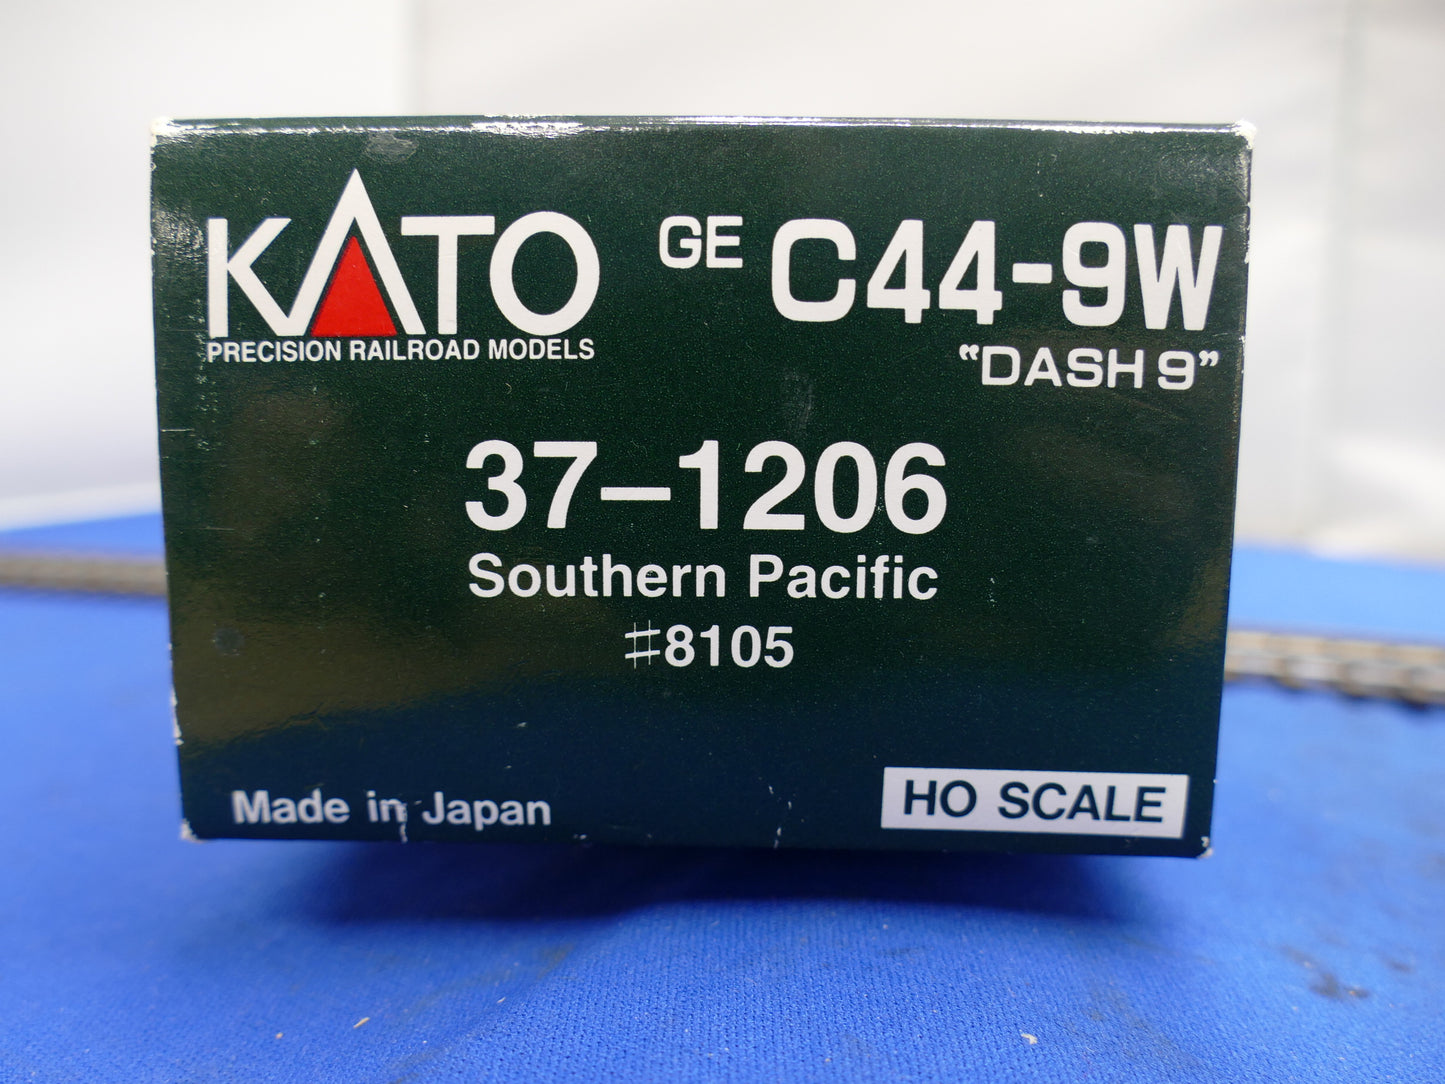 KATO
PRECISION RAILROAD MODELS
GE C44-9W
“DASH 9”
37-1206
Southern Pacific
#8105
Made in Japan
HO SCALE